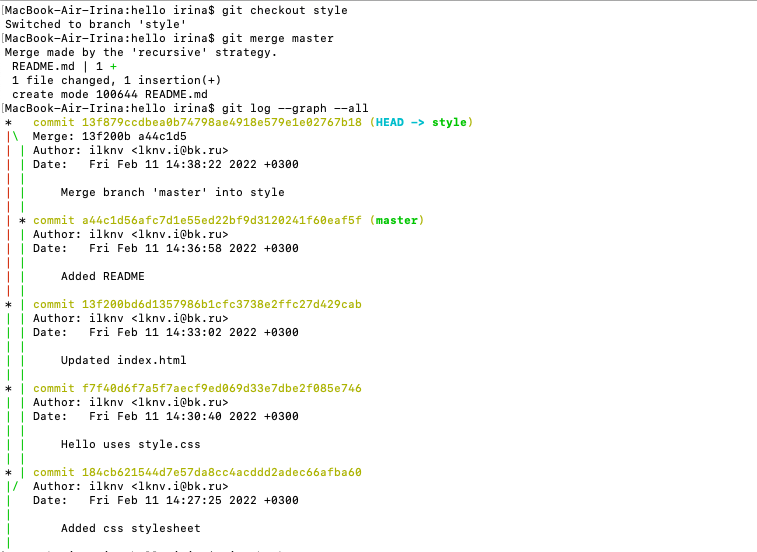 [MacBook-Air-Irina:hello irina$ git checkout style
Switched to branch 'style'
[MacBook-Air-Irina:hello irina$ git merge master
Merge made by the 'recursive' strategy.
 README.md | 1 +
 1 file changed, 1 insertion(+)
 create mode 100644 README.md
[MacBook-Air-Irina:hello irina$ git log --graph --all
*   commit 13f879ccdbea0b74798ae4918e579e1e02767b18 (HEAD -> style)
|\  Merge: 13f200b a44c1d5
| | Author: ilknv <lknv.i@bk.ru>
| | Date:   Fri Feb 11 14:38:22 2022 +0300
| |
| |     Merge branch 'master' into style
| |
| * commit a44c1d56afc7d1e55ed22bf9d3120241f60eaf5f (master)
| | Author: ilknv <lknv.i@bk.ru>
| | Date:   Fri Feb 11 14:36:58 2022 +0300
| |
| |     Added README
| |
* | commit 13f200bd6d1357986b1cfc3738e2ffc27d429cab
| | Author: ilknv <lknv.i@bk.ru>
| | Date:   Fri Feb 11 14:33:02 2022 +0300
| |
| |     Updated index.html
| |
* | commit f7f40d6f7a5f7aecf9ed069d33e7dbe2f085e746
| | Author: ilknv <lknv.i@bk.ru>
| | Date:   Fri Feb 11 14:30:40 2022 +0300
| |
| |     Hello uses style.css
| |
* | commit 184cb621544d7e57da8cc4acddd2adec66afba60
|/  Author: ilknv <lknv.i@bk.ru>
|   Date:   Fri Feb 11 14:27:25 2022 +0300
|
|       Added css stylesheet
|